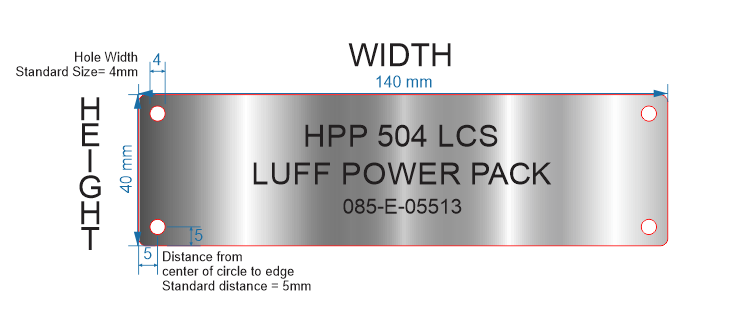 WIDTH
140 mm
Hole Width
Standard Size= 4mm
4
HEIGHT
40 mm
HPP 504 LCS
LUFF POWER PACK
085-E-05513
5
5
Distance from
center of circle to edge
Standard distance = 5mm